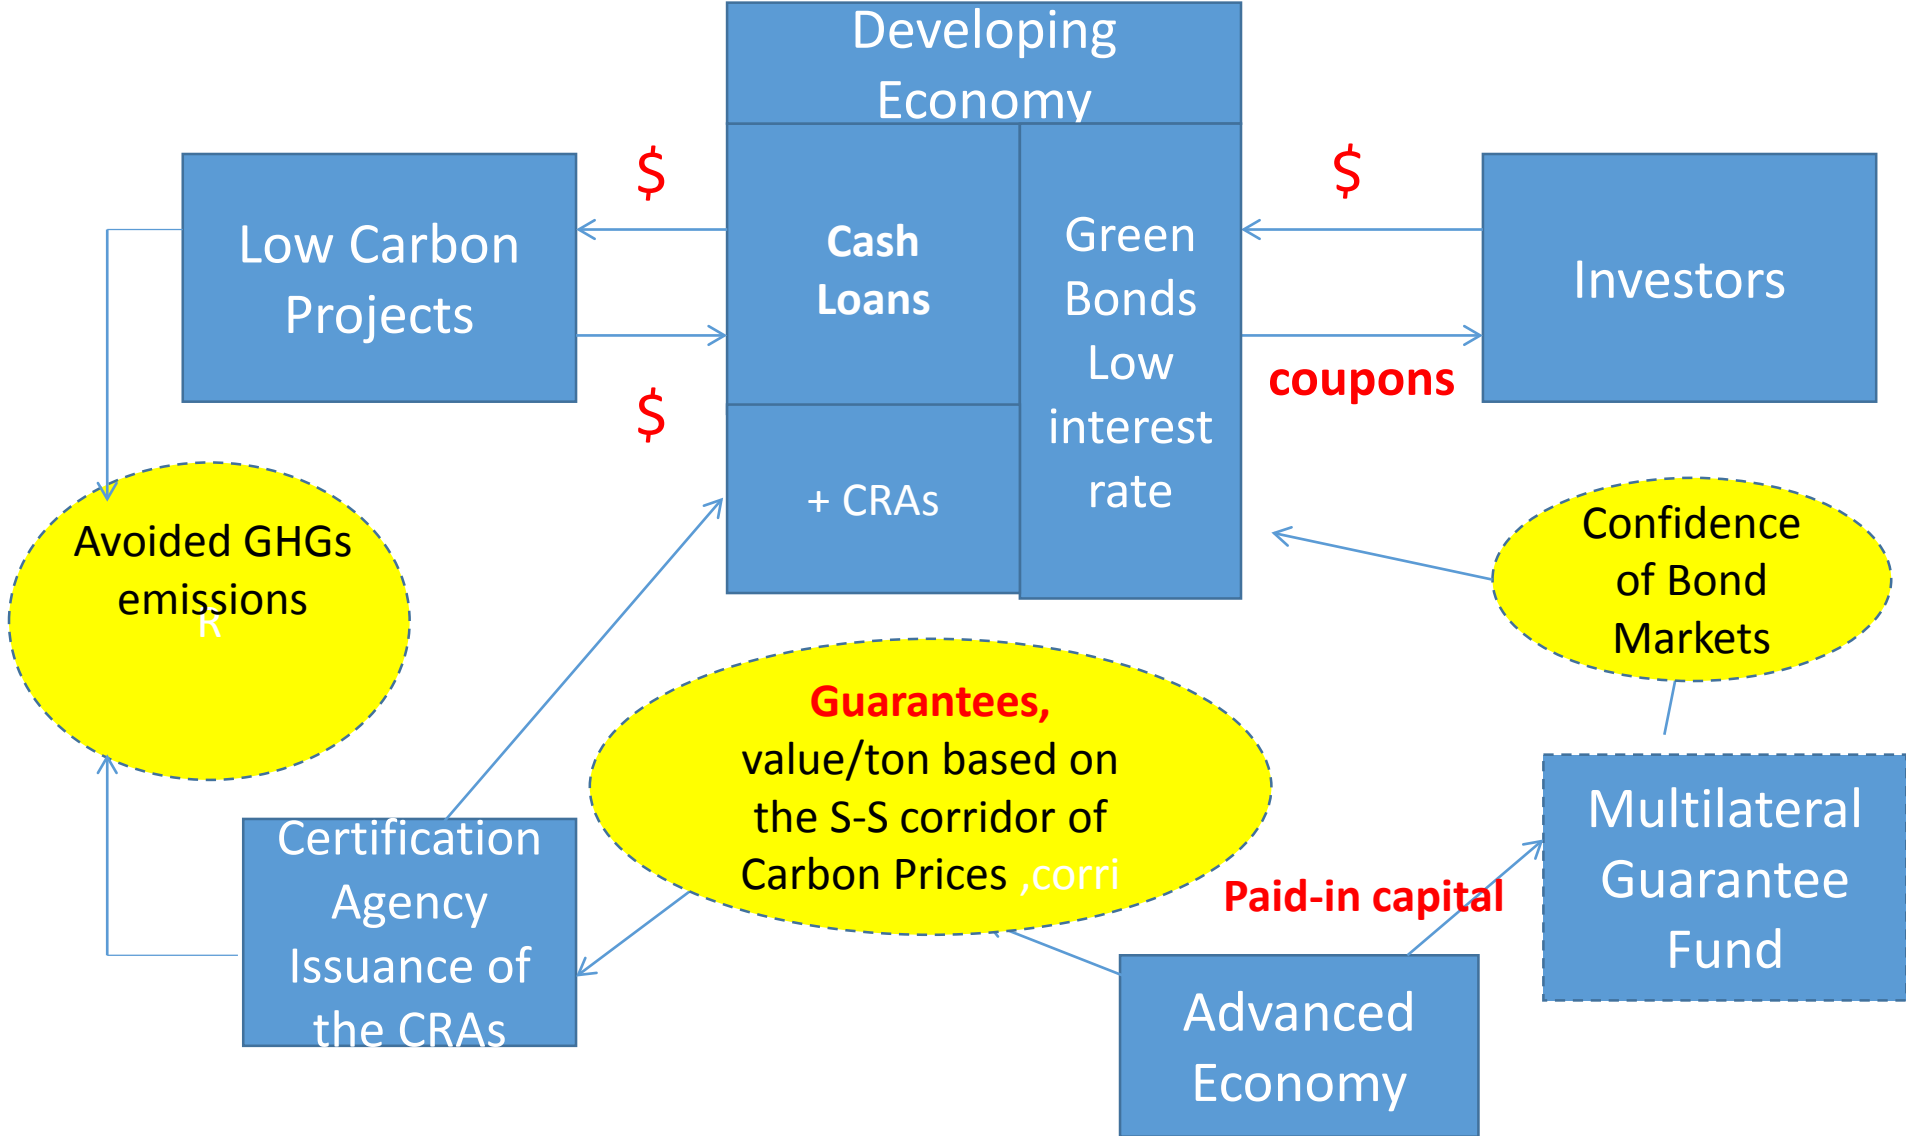 Developing
Economy
$
$
Low Carbon
Projects
Cash
Loans
Green
Bonds
Low
interest
rate
Investors
coupons
$
+ CRAs
Avoided GHGs
emissions
R
Confidence
of Bond
Markets
Guarantees,
value/ton based on
the S-S corridor of
Carbon Prices ,corri
Certification
Agency
Issuance of
the CRAs
Paid-in capital
Multilateral
Guarantee
Fund
Advanced
Economy